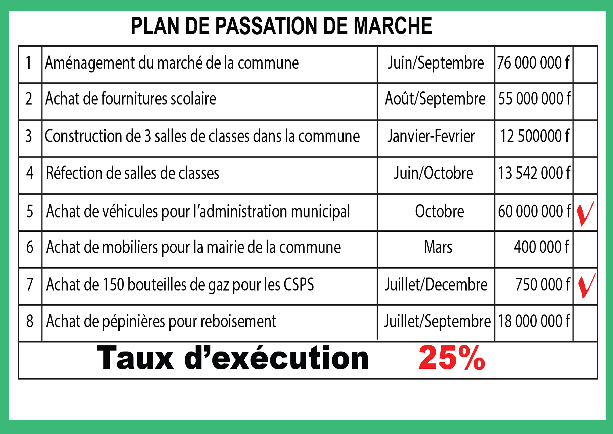 PLAN DE PASSATION DE MARCHE
1 Aménagement du marché de la commune Juin/Septembre 76 000 000 f
2 Achat de fournitures scolaire Août/Septembre 55 000 000 f
3 Construction de 3 salles de classes dans la commune Janvier-Fevrier 12 500000 f
4 Réfection de salles de classes Juin/Octobre 13 542 000 f
5 Achat de véhicules pour l'administration municipal Octobre 60 000 000 f
6 Achat de mobiliers pour la mairie de la commune Mars 400 000 f
7 Achat de 150 bouteilles de gaz pour les CSPS Juillet/Decembre 750 000 f
8 Achat de pépinières pour reboisement Juillet/Septembre 18 000 000 f
Taux d'exécution 25%